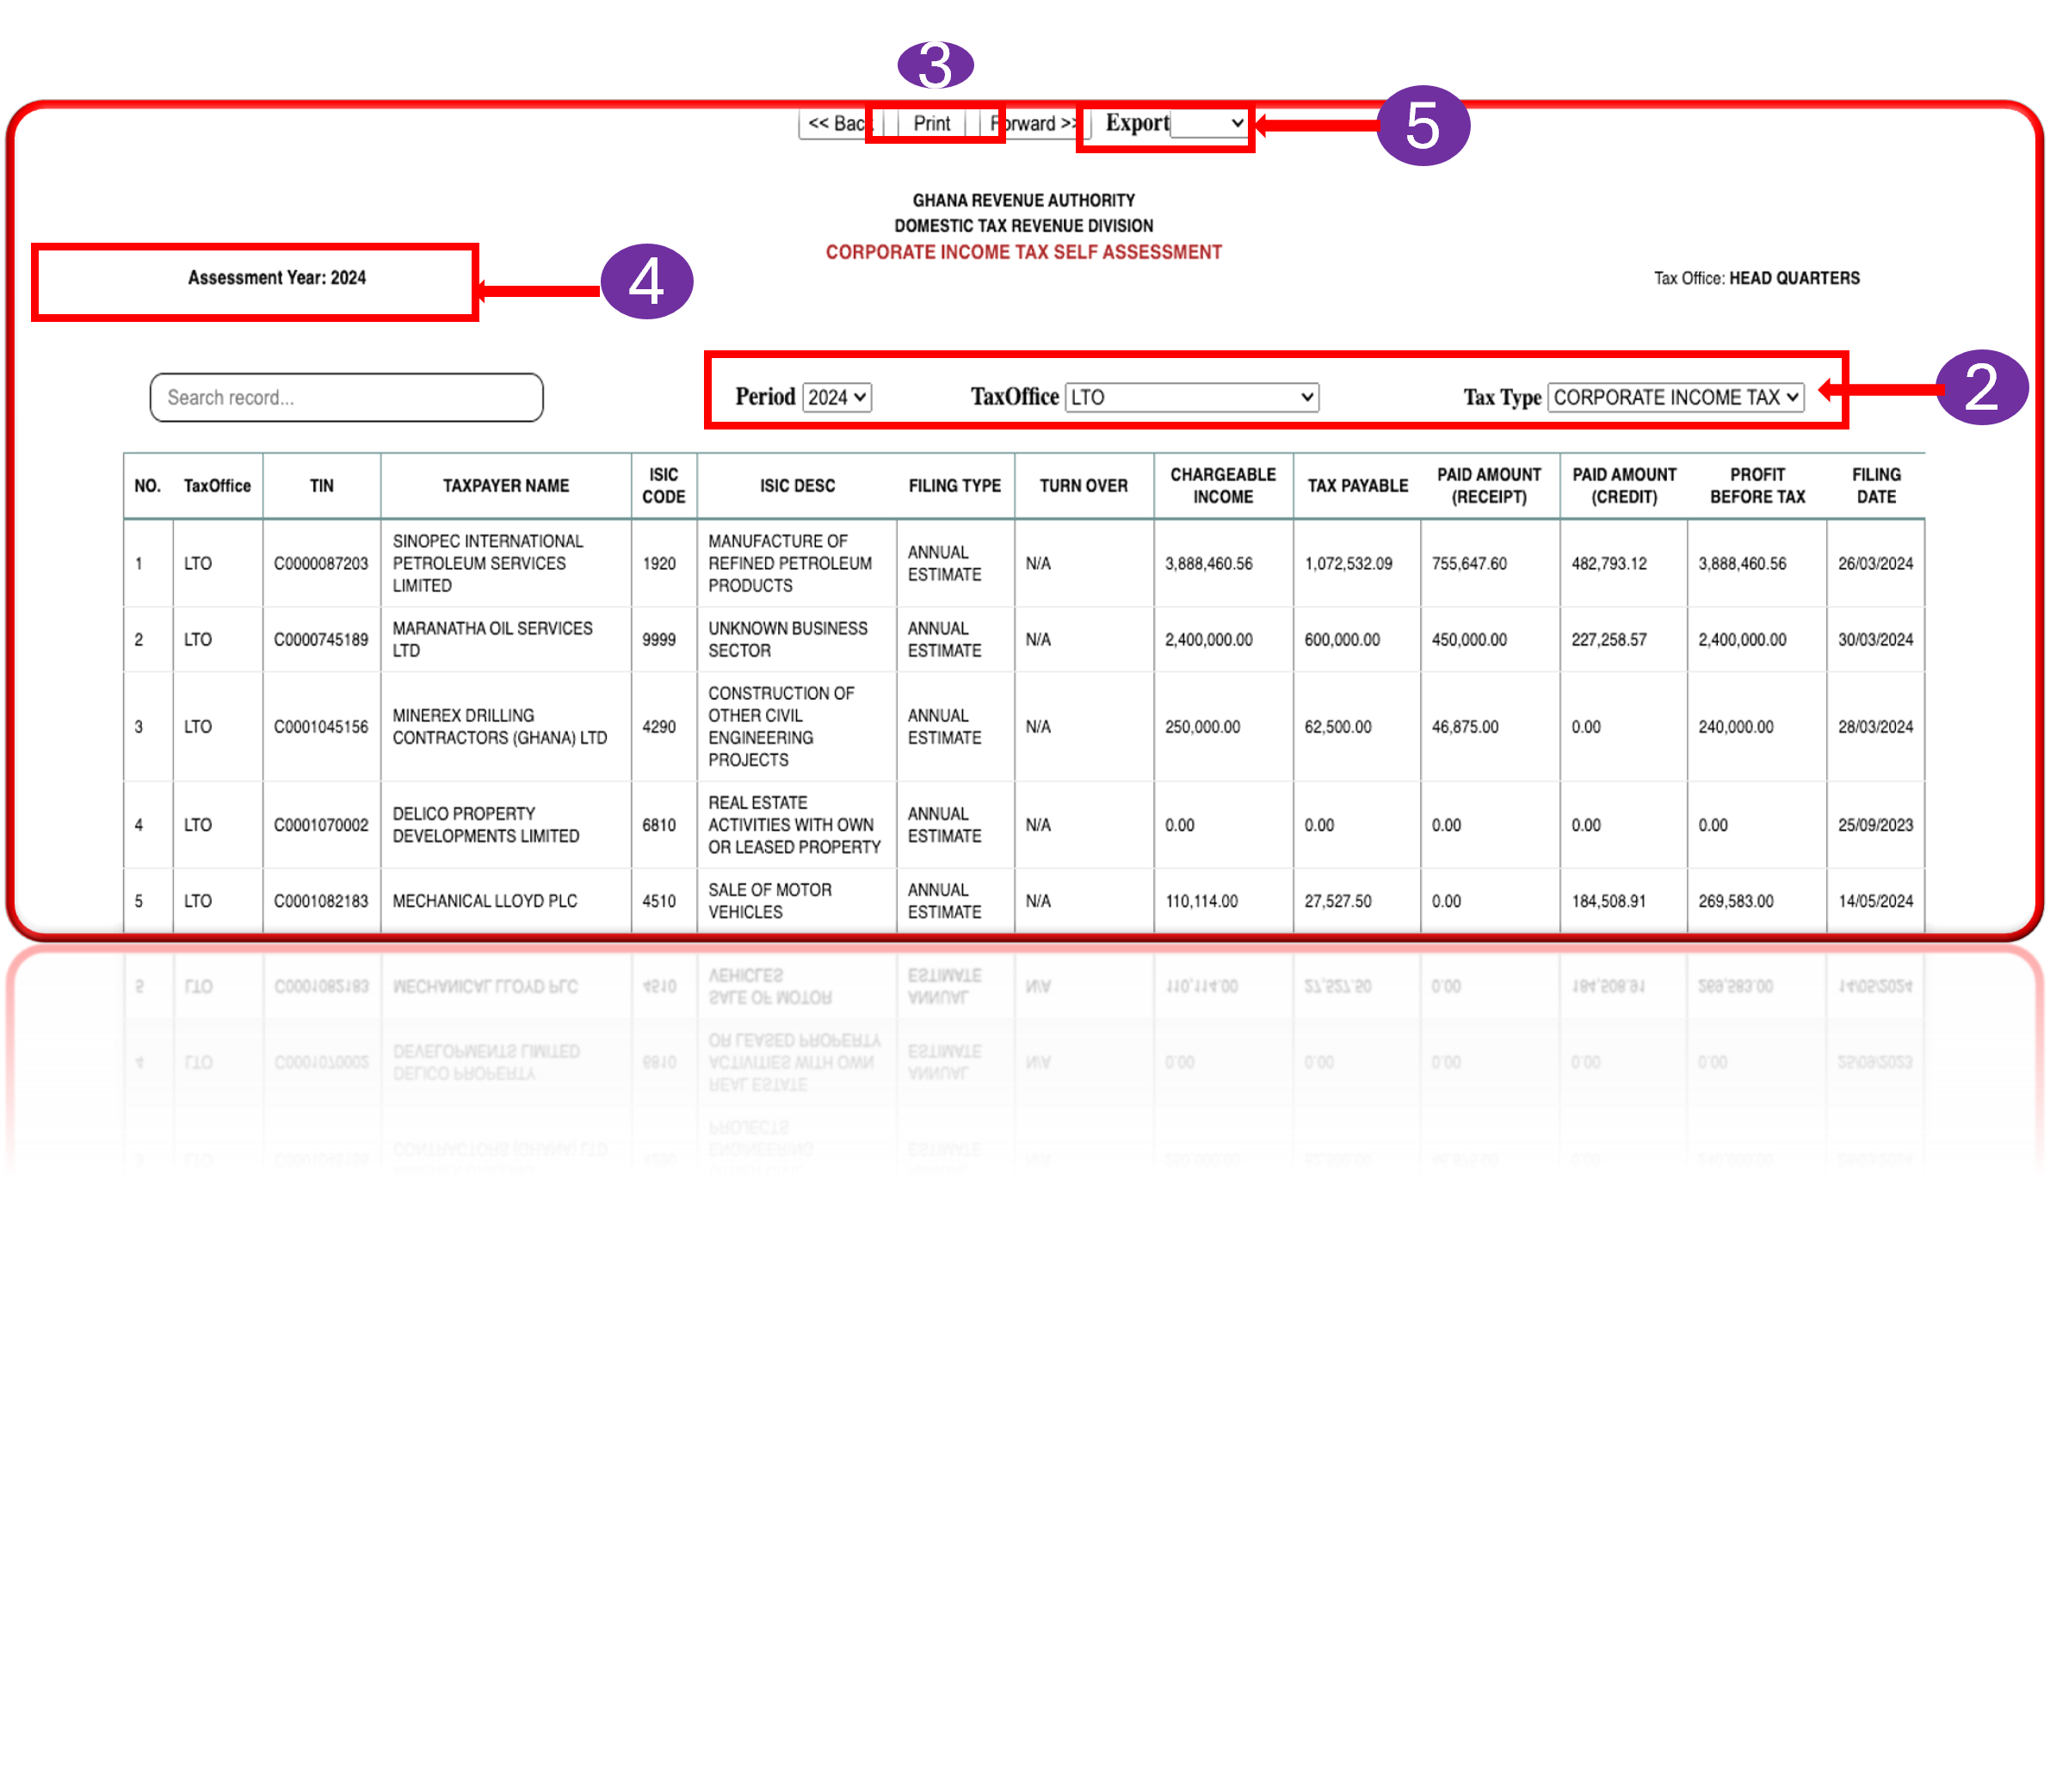 3
<< Back Print Forward >> Export 5
GHANA REVENUE AUTHORITY
DOMESTIC TAX REVENUE DIVISION
CORPORATE INCOME TAX SELF ASSESSMENT
Assessment Year: 2024 4 Tax Office: HEAD QUARTERS
Search record... Period 2024 TaxOffice LTO Tax Type CORPORATE INCOME TAX 2
NO. TaxOffice TIN TAXPAYER NAME ISIC CODE ISIC DESC FILING TYPE TURN OVER CHARGEABLE INCOME TAX PAYABLE PAID AMOUNT (RECEIPT) PAID AMOUNT (CREDIT) PROFIT BEFORE TAX FILING DATE
1 LTO C0000087203 SINOPEC INTERNATIONAL PETROLEUM SERVICES LIMITED 1920 MANUFACTURE OF REFINED PETROLEUM PRODUCTS ANNUAL ESTIMATE N/A 3,888,460.56 1,072,532.09 755,647.60 482,793.12 3,888,460.56 26/03/2024
2 LTO C0000745189 MARANATHA OIL SERVICES LTD 9999 UNKNOWN BUSINESS SECTOR ANNUAL ESTIMATE N/A 2,400,000.00 600,000.00 450,000.00 227,258.57 2,400,000.00 30/03/2024
3 LTO C0001045156 MINEREX DRILLING CONTRACTORS (GHANA) LTD 4290 CONSTRUCTION OF OTHER CIVIL ENGINEERING PROJECTS ANNUAL ESTIMATE N/A 250,000.00 62,500.00 46,875.00 0.00 240,000.00 28/03/2024
4 LTO C0001070002 DELICO PROPERTY DEVELOPMENTS LIMITED 6810 REAL ESTATE ACTIVITIES WITH OWN OR LEASED PROPERTY ANNUAL ESTIMATE N/A 0.00 0.00 0.00 0.00 0.00 25/09/2023
5 LTO C0001082183 MECHANICAL LLOYD PLC 4510 SALE OF MOTOR VEHICLES ANNUAL ESTIMATE N/A 110,114.00 27,527.50 0.00 184,508.91 269,583.00 14/05/2024